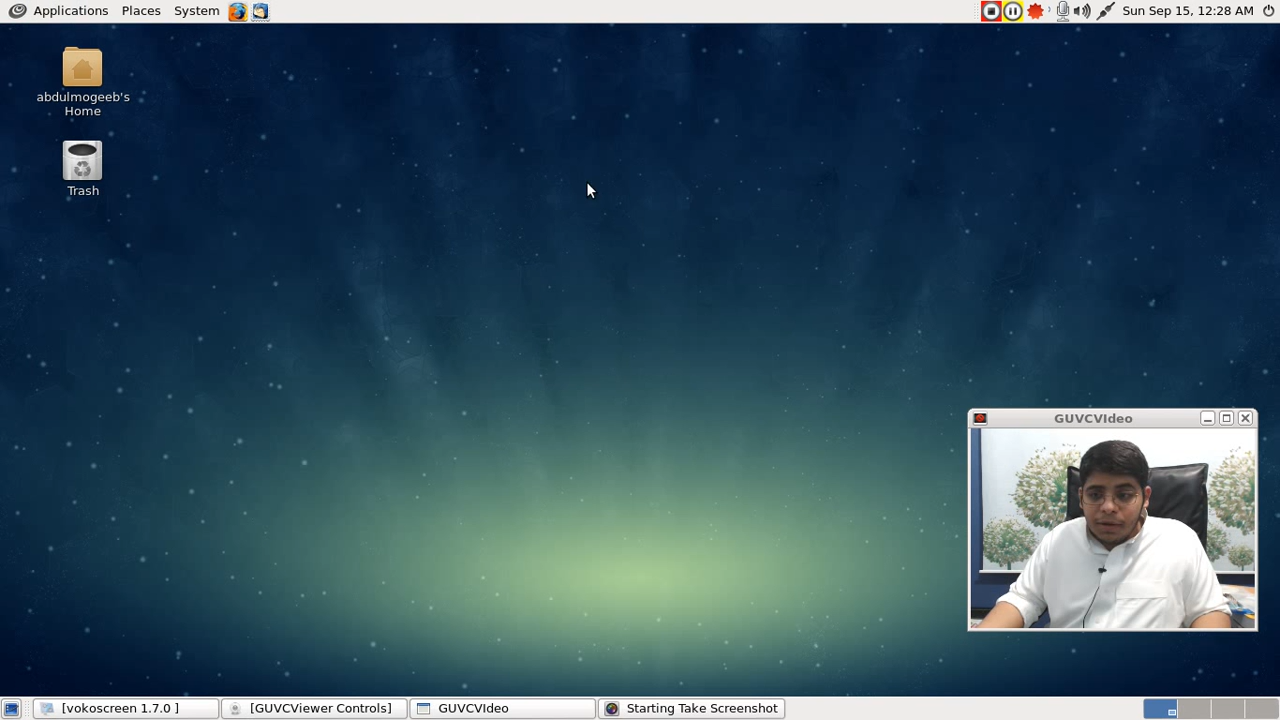 Applications Places System Sun Sep 15, 12:28 AM
abdulmogeeb's
Home
Trash
GUVCVIdeo
[vokoscreen 1.7.0 ] [GUVCViewer Controls] GUVCVIdeo Starting Take Screenshot